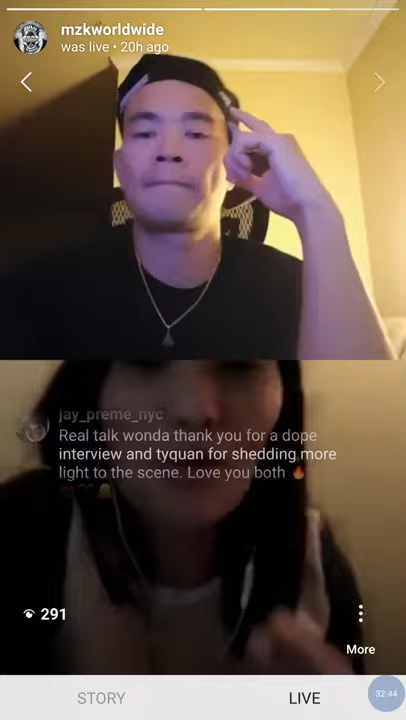 mzkworldwide
was live • 20h ago
jay_preme_nyc
Real talk wonda thank you for a dope
interview and tyquan for shedding more
light to the scene. Love you both 🔥
291
More
STORY
LIVE
32:44